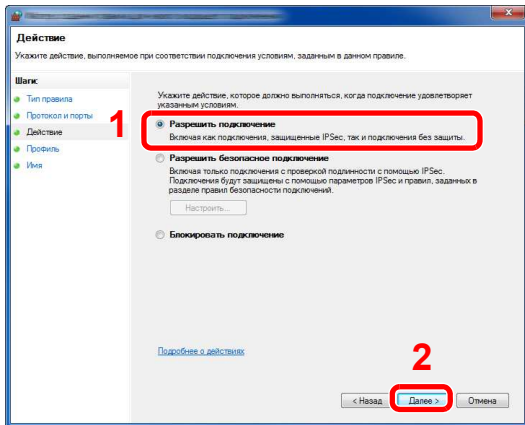 Действие
Укажите действие, выполняемое при соответствии подключения условиям, заданным в данном правиле.
Шаги:
Тип правила
Протокол и порты
Действие
Профиль
Имя
Укажите действие, которое должно выполняться, когда подключение удовлетворяет
указанным условиям.
1
Разрешить подключение
Включая как подключения, защищенные IPSec, так и подключения без защиты.
Разрешить безопасное подключение
Включая только подключения с проверкой подлинности с помощью IPSec.
Подключения будут защищены с помощью параметров IPSec и правил, заданных в
разделе правил безопасности подключений.
Настроить...
Блокировать подключение
Подробнее о действиях
2
< Назад
Далее >
Отмена